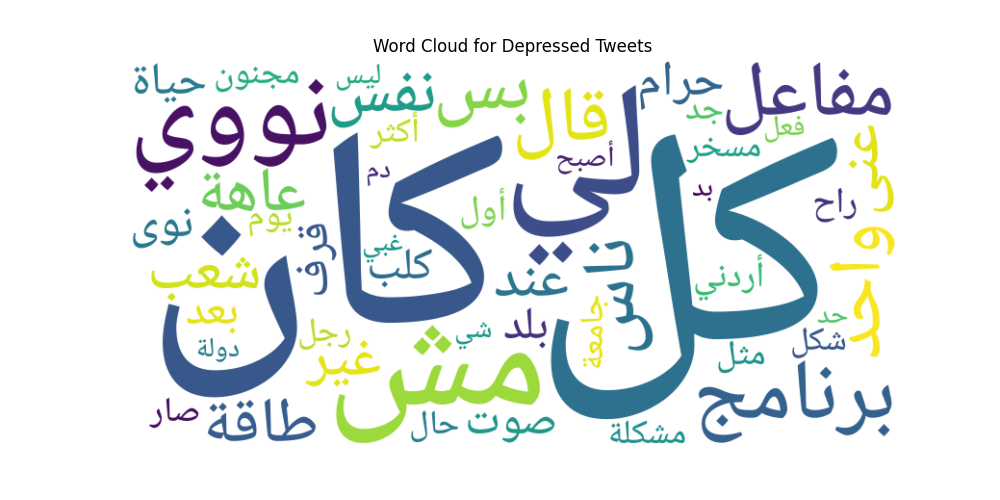 Word Cloud for Depressed Tweets
حياة
مجنون
ليس
نفس
بس
قال
حرام
مفاعل
نووي
أكثر
جد
فعل
مسخر
عنى
أصبح
دم
لي
بد
راح
عاهة
يوم
أول
نوى
قرف
غبي
كلب
كان
كل
ناس
عند
أردني
واحد
شعب
بعد
دولة
رجل
غير
شي
بلد
جامعة
حد
شكل
مثل
مش
برنامج
صار
طاقة
حال
صوت
مشكلة